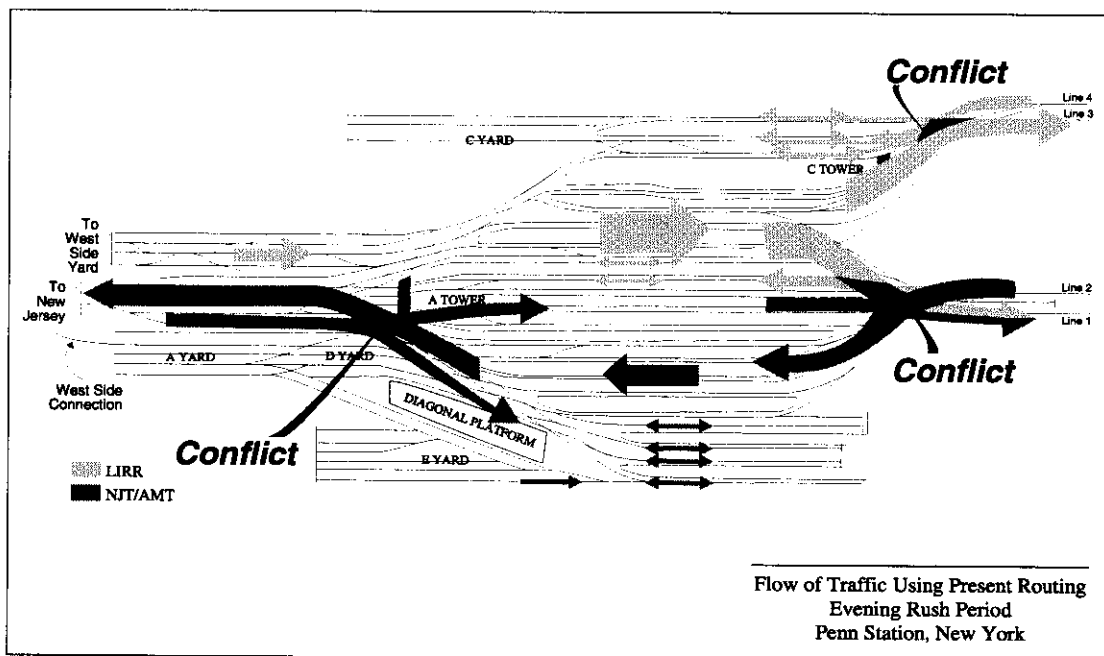 Conflict
Line 4
Line 3
C YARD
C TOWER
To
West
Side
Yard
To
New
Jersey
A TOWER
Line 2
Line 1
A YARD
D YARD
West Side
Connection
Conflict
DIAGONAL PLATFORM
Conflict
E YARD
LIRR
NJT/AMT
Flow of Traffic Using Present Routing
Evening Rush Period
Penn Station, New York